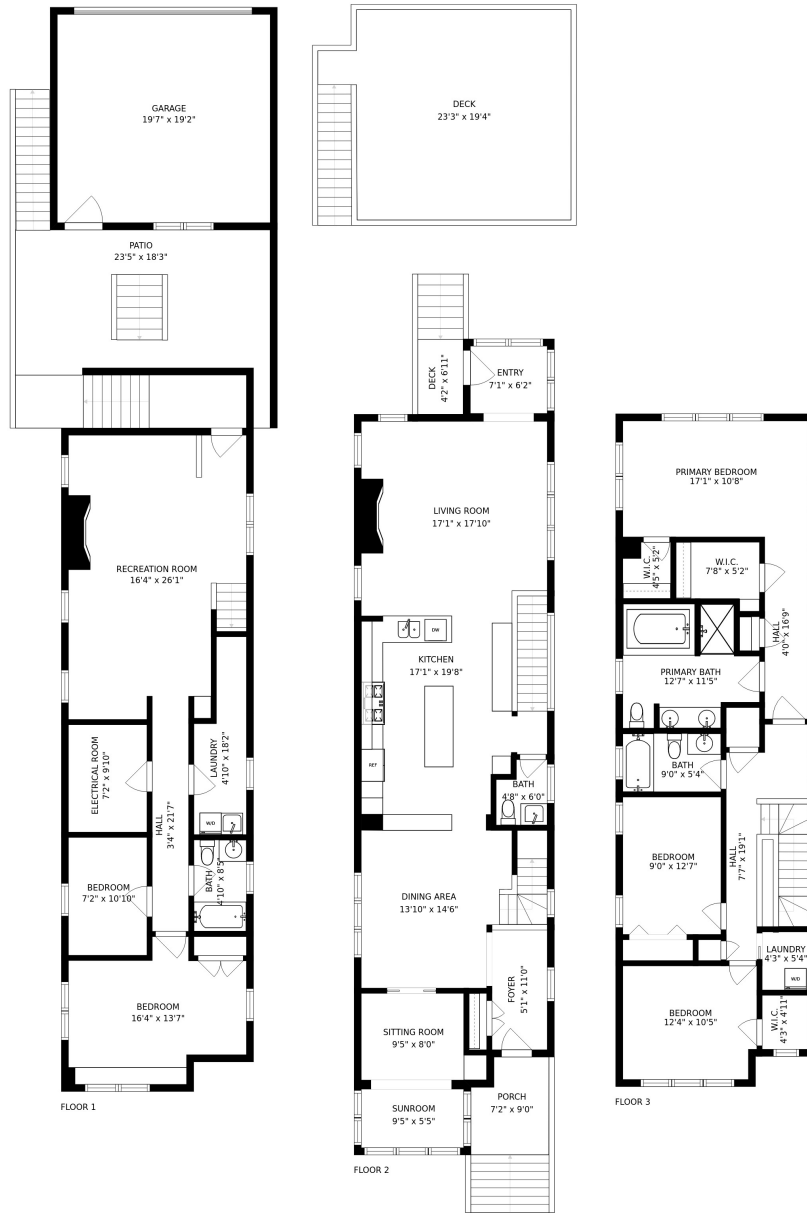 GARAGE
19'7" x 19'2"
PATIO
23'5" x 18'3"
RECREATION ROOM
16'4" x 26'1"
ELECTRICAL ROOM
7'2" x 9'10"
HALL
3'4" x 21'7"
LAUNDRY
4'10" x 18'2"
W/D
BEDROOM
7'2" x 10'10"
BATH
4'10" x 8'5"
BEDROOM
16'4" x 13'7"
FLOOR 1
DECK
23'3" x 19'4"
DECK
4'2" x 6'11"
ENTRY
7'1" x 6'2"
LIVING ROOM
17'1" x 17'10"
DW
KITCHEN
17'1" x 19'8"
REF
BATH
4'8" x 6'0"
DINING AREA
13'10" x 14'6"
FOYER
5'1" x 11'0"
SITTING ROOM
9'5" x 8'0"
SUNROOM
9'5" x 5'5"
PORCH
7'2" x 9'0"
FLOOR 2
PRIMARY BEDROOM
17'1" x 10'8"
W.I.C.
4'5" x 5'2"
W.I.C.
7'8" x 5'2"
HALL
4'0" x 16'9"
PRIMARY BATH
12'7" x 11'5"
BATH
9'0" x 5'4"
BEDROOM
9'0" x 12'7"
HALL
7'7" x 19'1"
LAUNDRY
4'3" x 5'4"
W/D
BEDROOM
12'4" x 10'5"
W.I.C.
4'3" x 4'11"
FLOOR 3